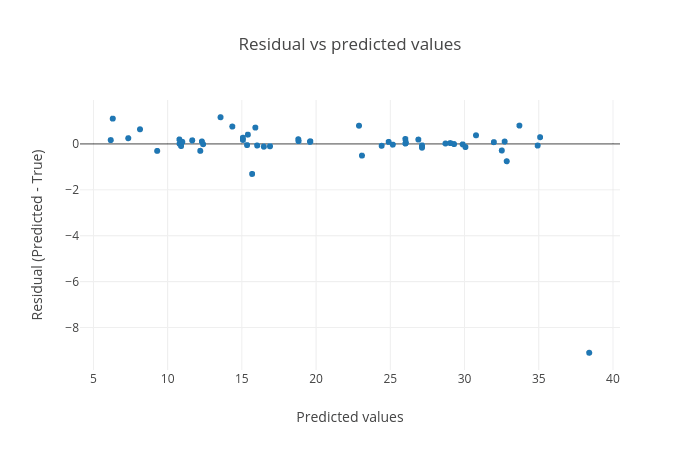 Residual vs predicted values
Residual (Predicted - True)
0
−2
−4
−6
−8
5 10 15 20 25 30 35 40
Predicted values